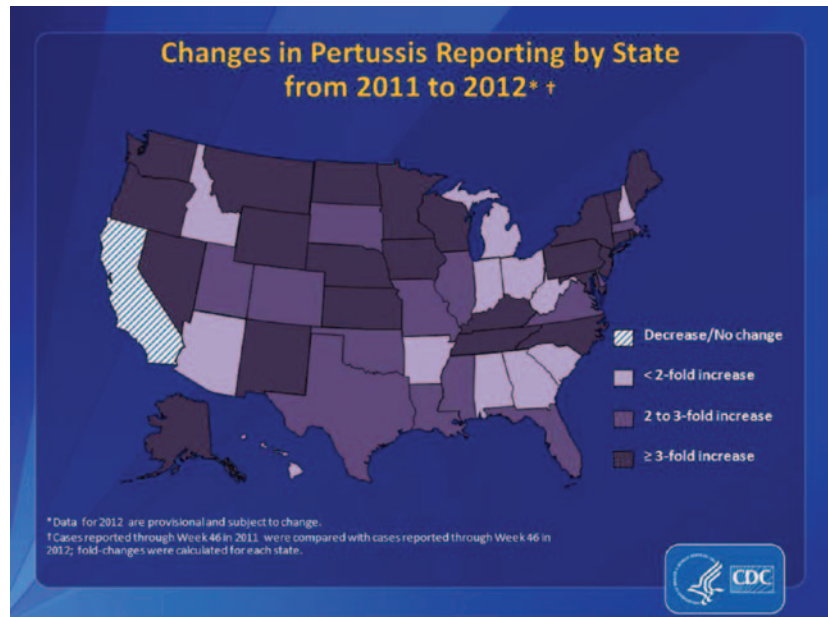 Changes in Pertussis Reporting by State
from 2011 to 2012* †
Decrease/No change
< 2-fold increase
2 to 3-fold increase
≥ 3-fold increase
*Data for 2012 are provisional and subject to change.
†Cases reported through Week 46 in 2011 were compared with cases reported through Week 46 in
2012; fold-changes were calculated for each state.
CDC